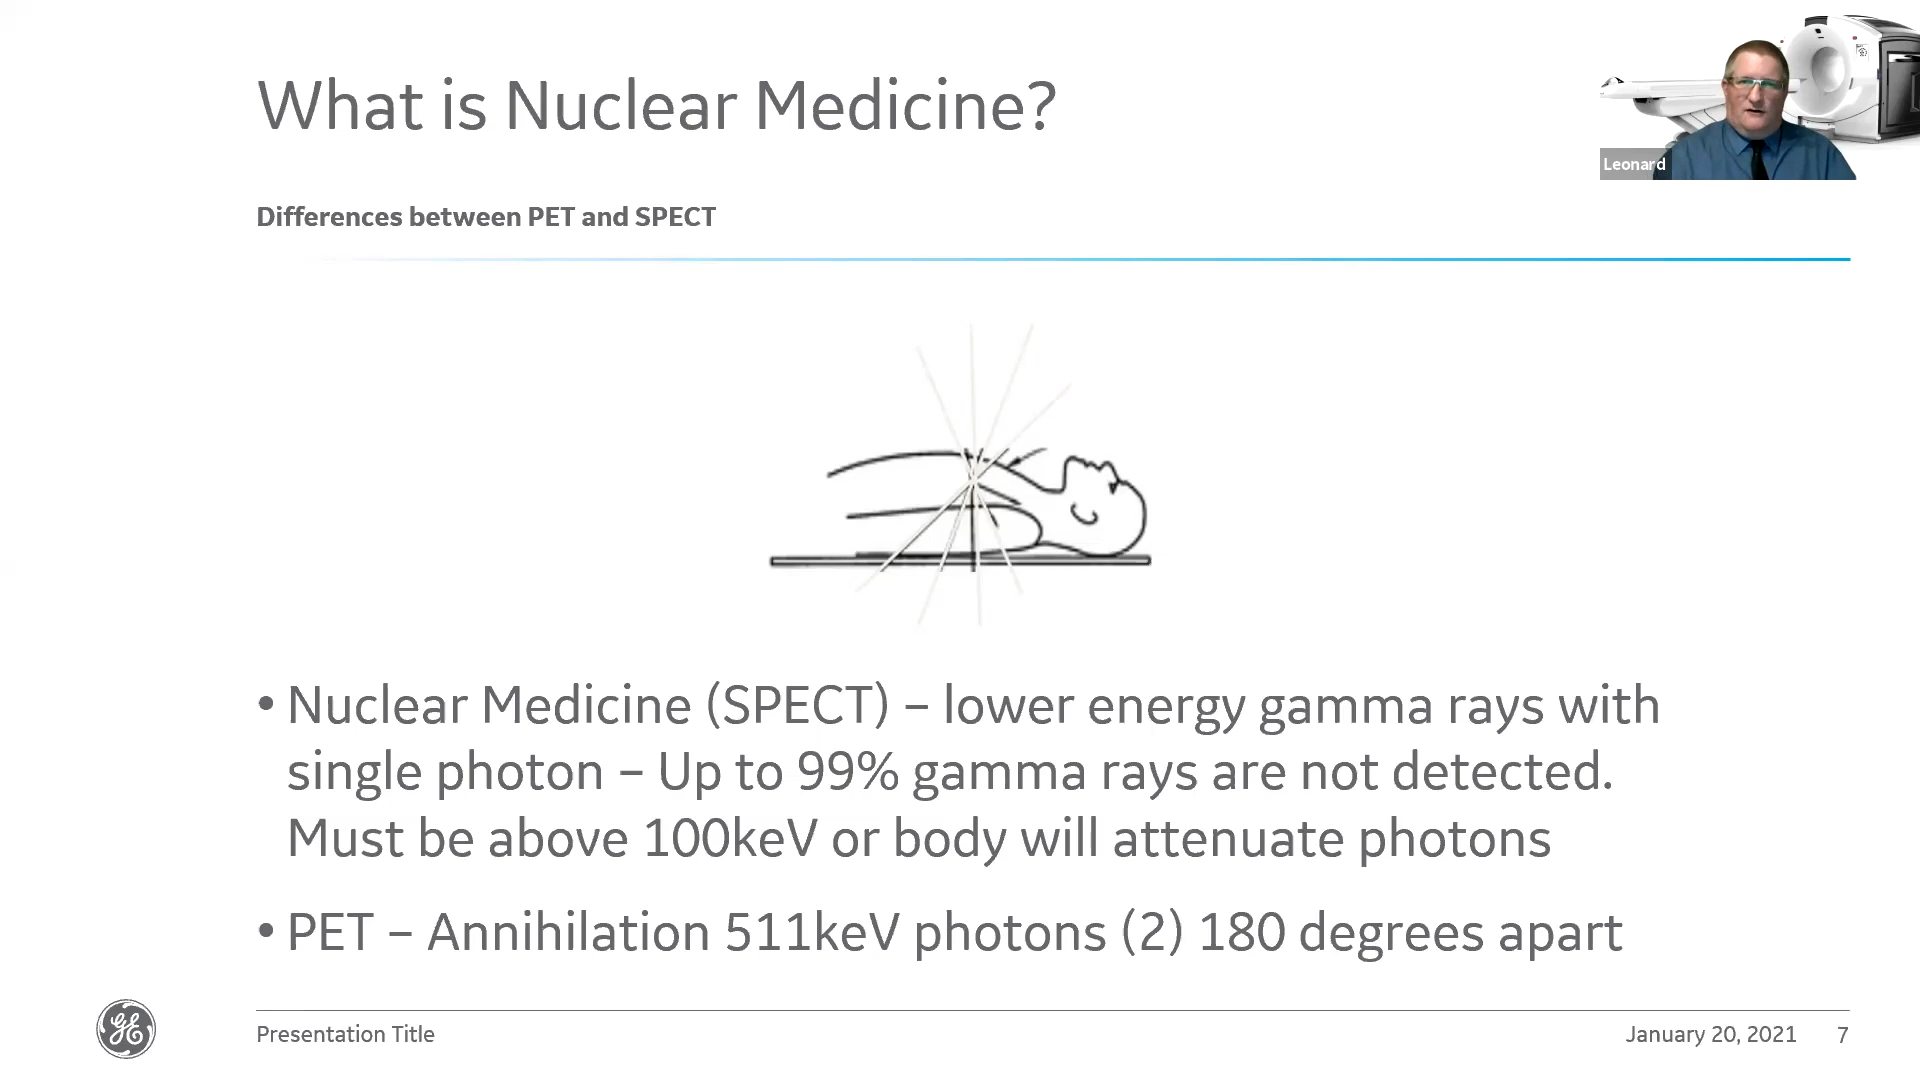 What is Nuclear Medicine?
Leonard
Differences between PET and SPECT
• Nuclear Medicine (SPECT) – lower energy gamma rays with
single photon – Up to 99% gamma rays are not detected.
Must be above 100keV or body will attenuate photons
• PET – Annihilation 511keV photons (2) 180 degrees apart
GE
Presentation Title
January 20, 2021 7